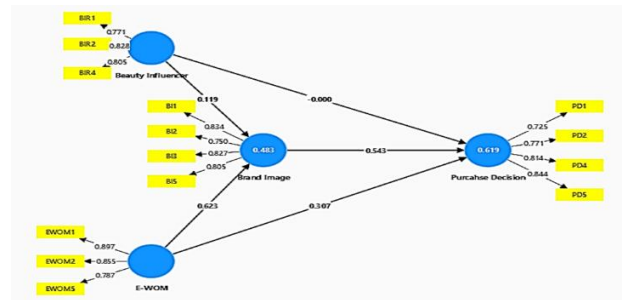 BIR1
0.771
BIR2
0.828
BIR4
0.805
Beauty Influencer
0.119
-0.000
BI1
0.834
BI2
0.750
BI3
0.827
BI5
0.805
0.483
Brand Image
0.543
0.619
Purcahse Decision
PD1
0.725
PD2
0.771
PD4
0.814
PD5
0.844
0.623
0.307
EWOM1
0.897
EWOM2
0.855
EWOM5
0.787
E-WOM